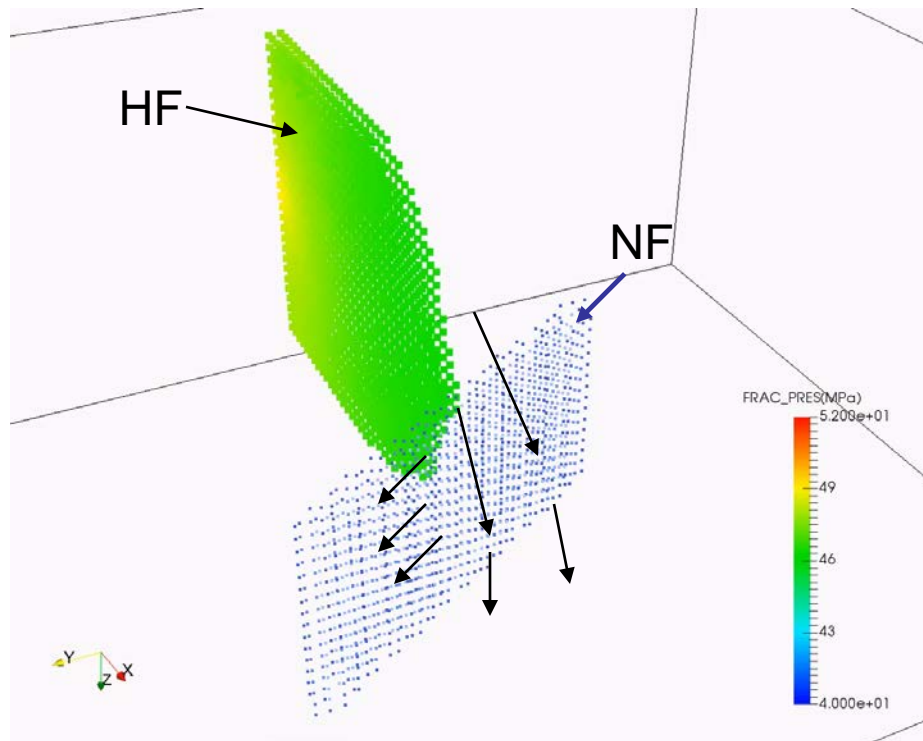 HF
NF
FRAC_PRES(MPa)
5.200e+01
49
46
43
4.000e+01
Y
Z
X